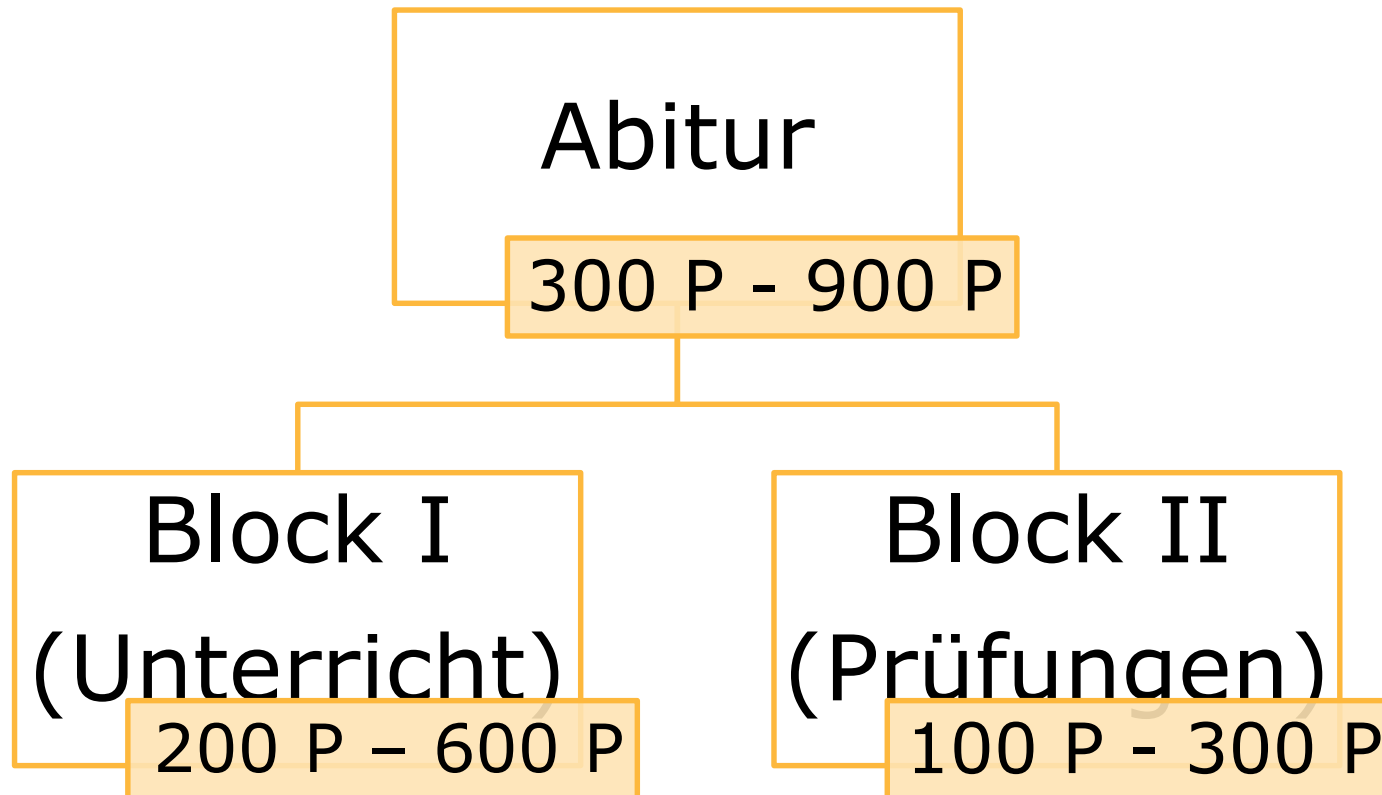 Abitur
300 P - 900 P
Block I
(Unterricht)
200 P – 600 P
Block II
(Prüfungen)
100 P - 300 P